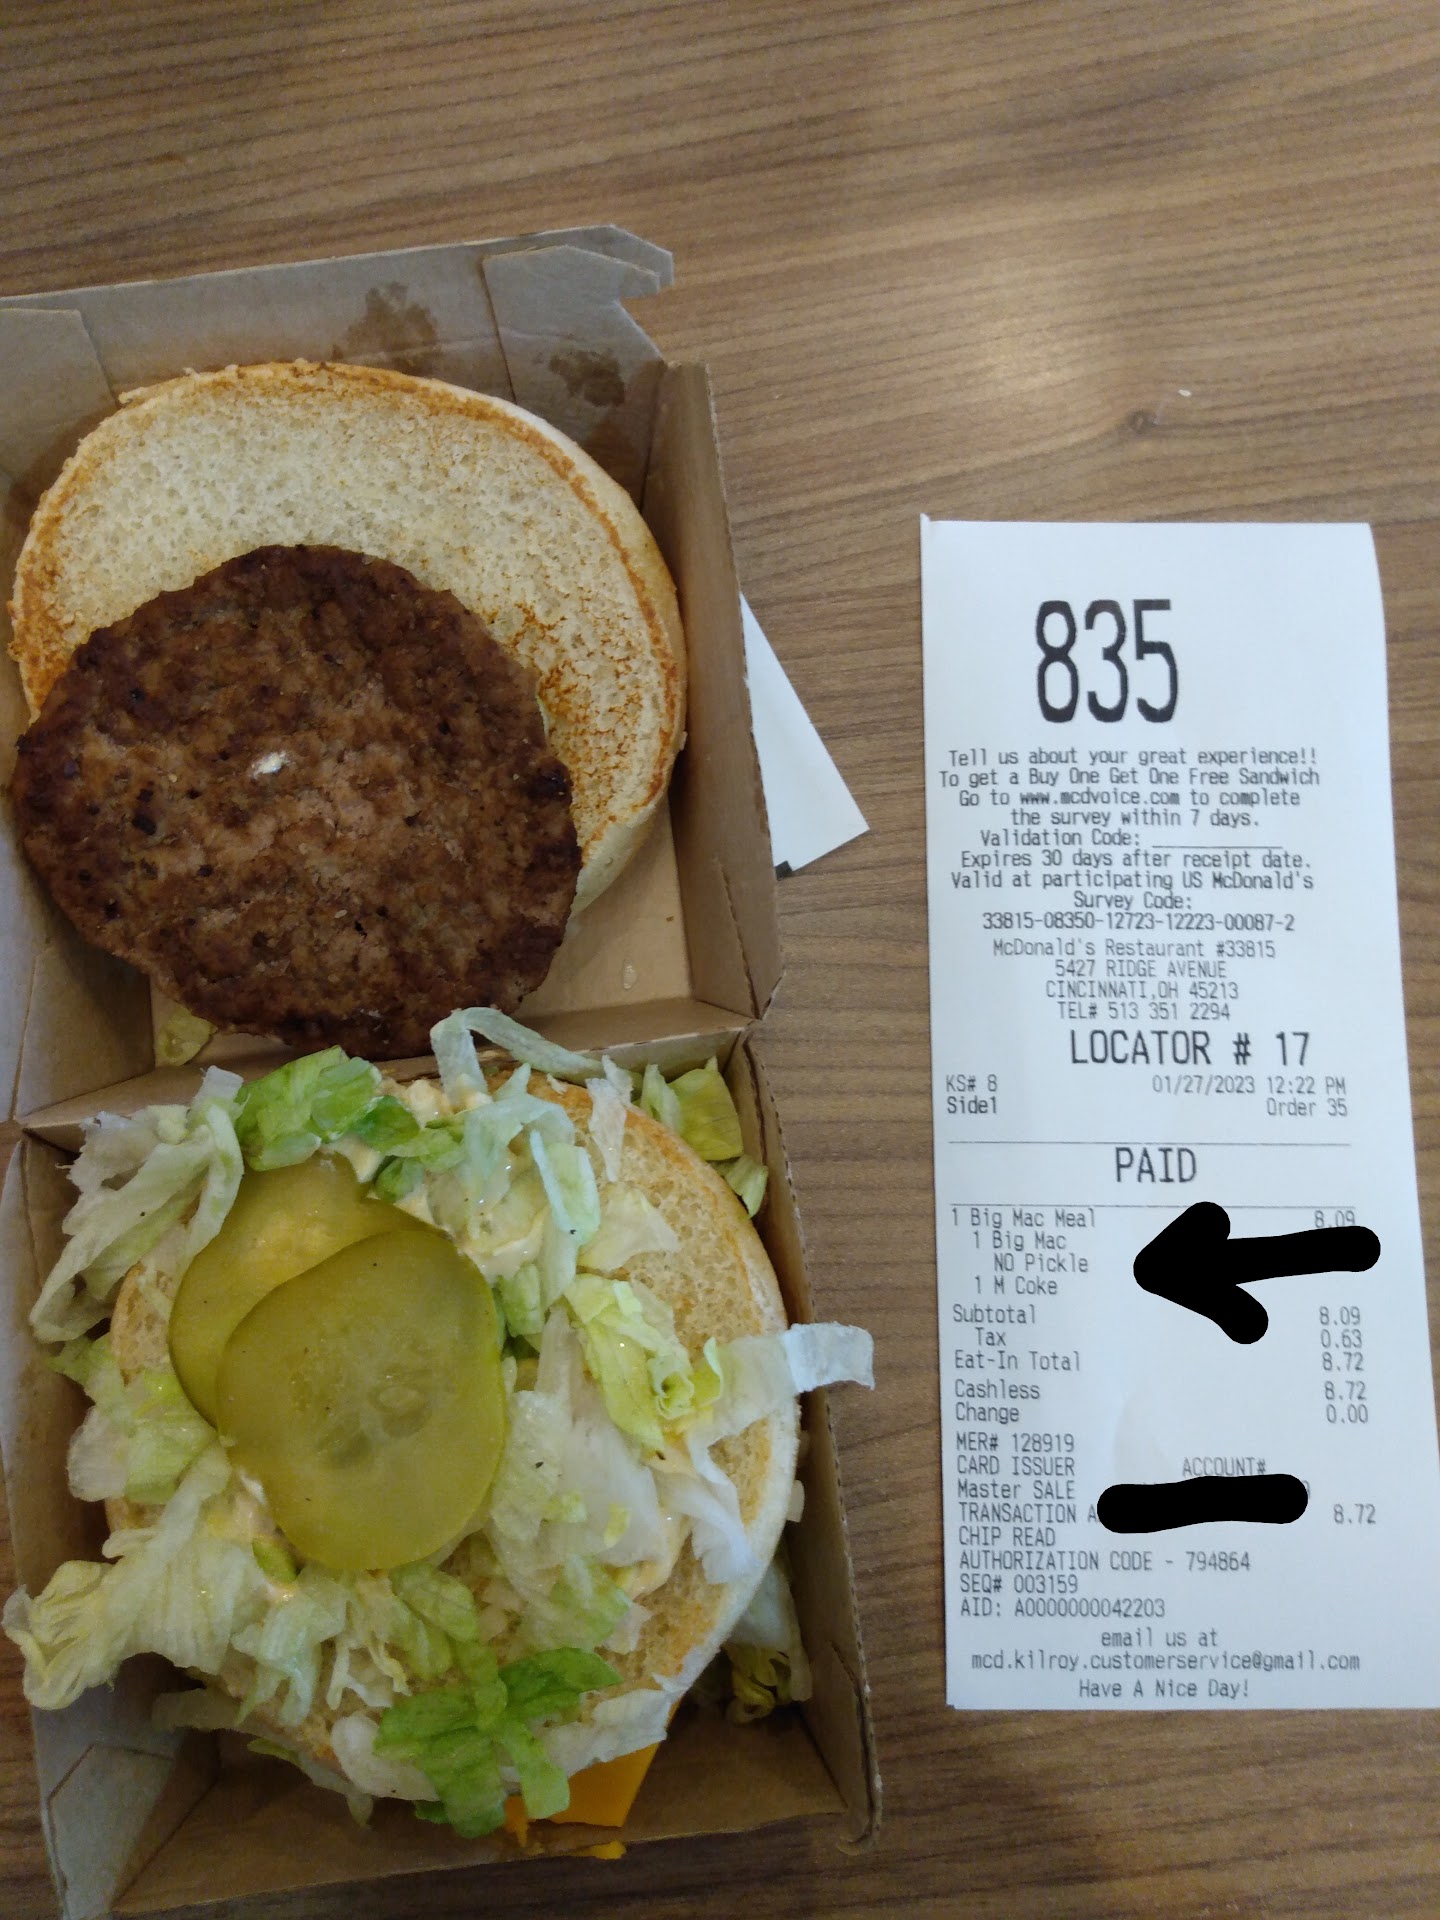 835
Tell us about your great experience!!
To get a Buy One Get One Free Sandwich
Go to www.mcdvoice.com to complete
the survey within 7 days.
Validation Code: ____________
Expires 30 days after receipt date.
Valid at participating US McDonald's
Survey Code:
33815-08350-12723-12223-00087-2
McDonald's Restaurant #33815
5427 RIDGE AVENUE
CINCINNATI,OH 45213
TEL# 513 351 2294
LOCATOR # 17
KS# 8 01/27/2023 12:22 PM
Side1 Order 35
PAID
1 Big Mac Meal 8.09
1 Big Mac
NO Pickle
1 M Coke
Subtotal 8.09
Tax 0.63
Eat-In Total 8.72
Cashless 8.72
Change 0.00
MER# 128919
CARD ISSUER ACCOUNT#
Master SALE
TRANSACTION 8.72
CHIP READ
AUTHORIZATION CODE - 794864
SEQ# 003159
AID: A0000000042203
email us at
mcd.kilroy.customerservice@gmail.com
Have A Nice Day!